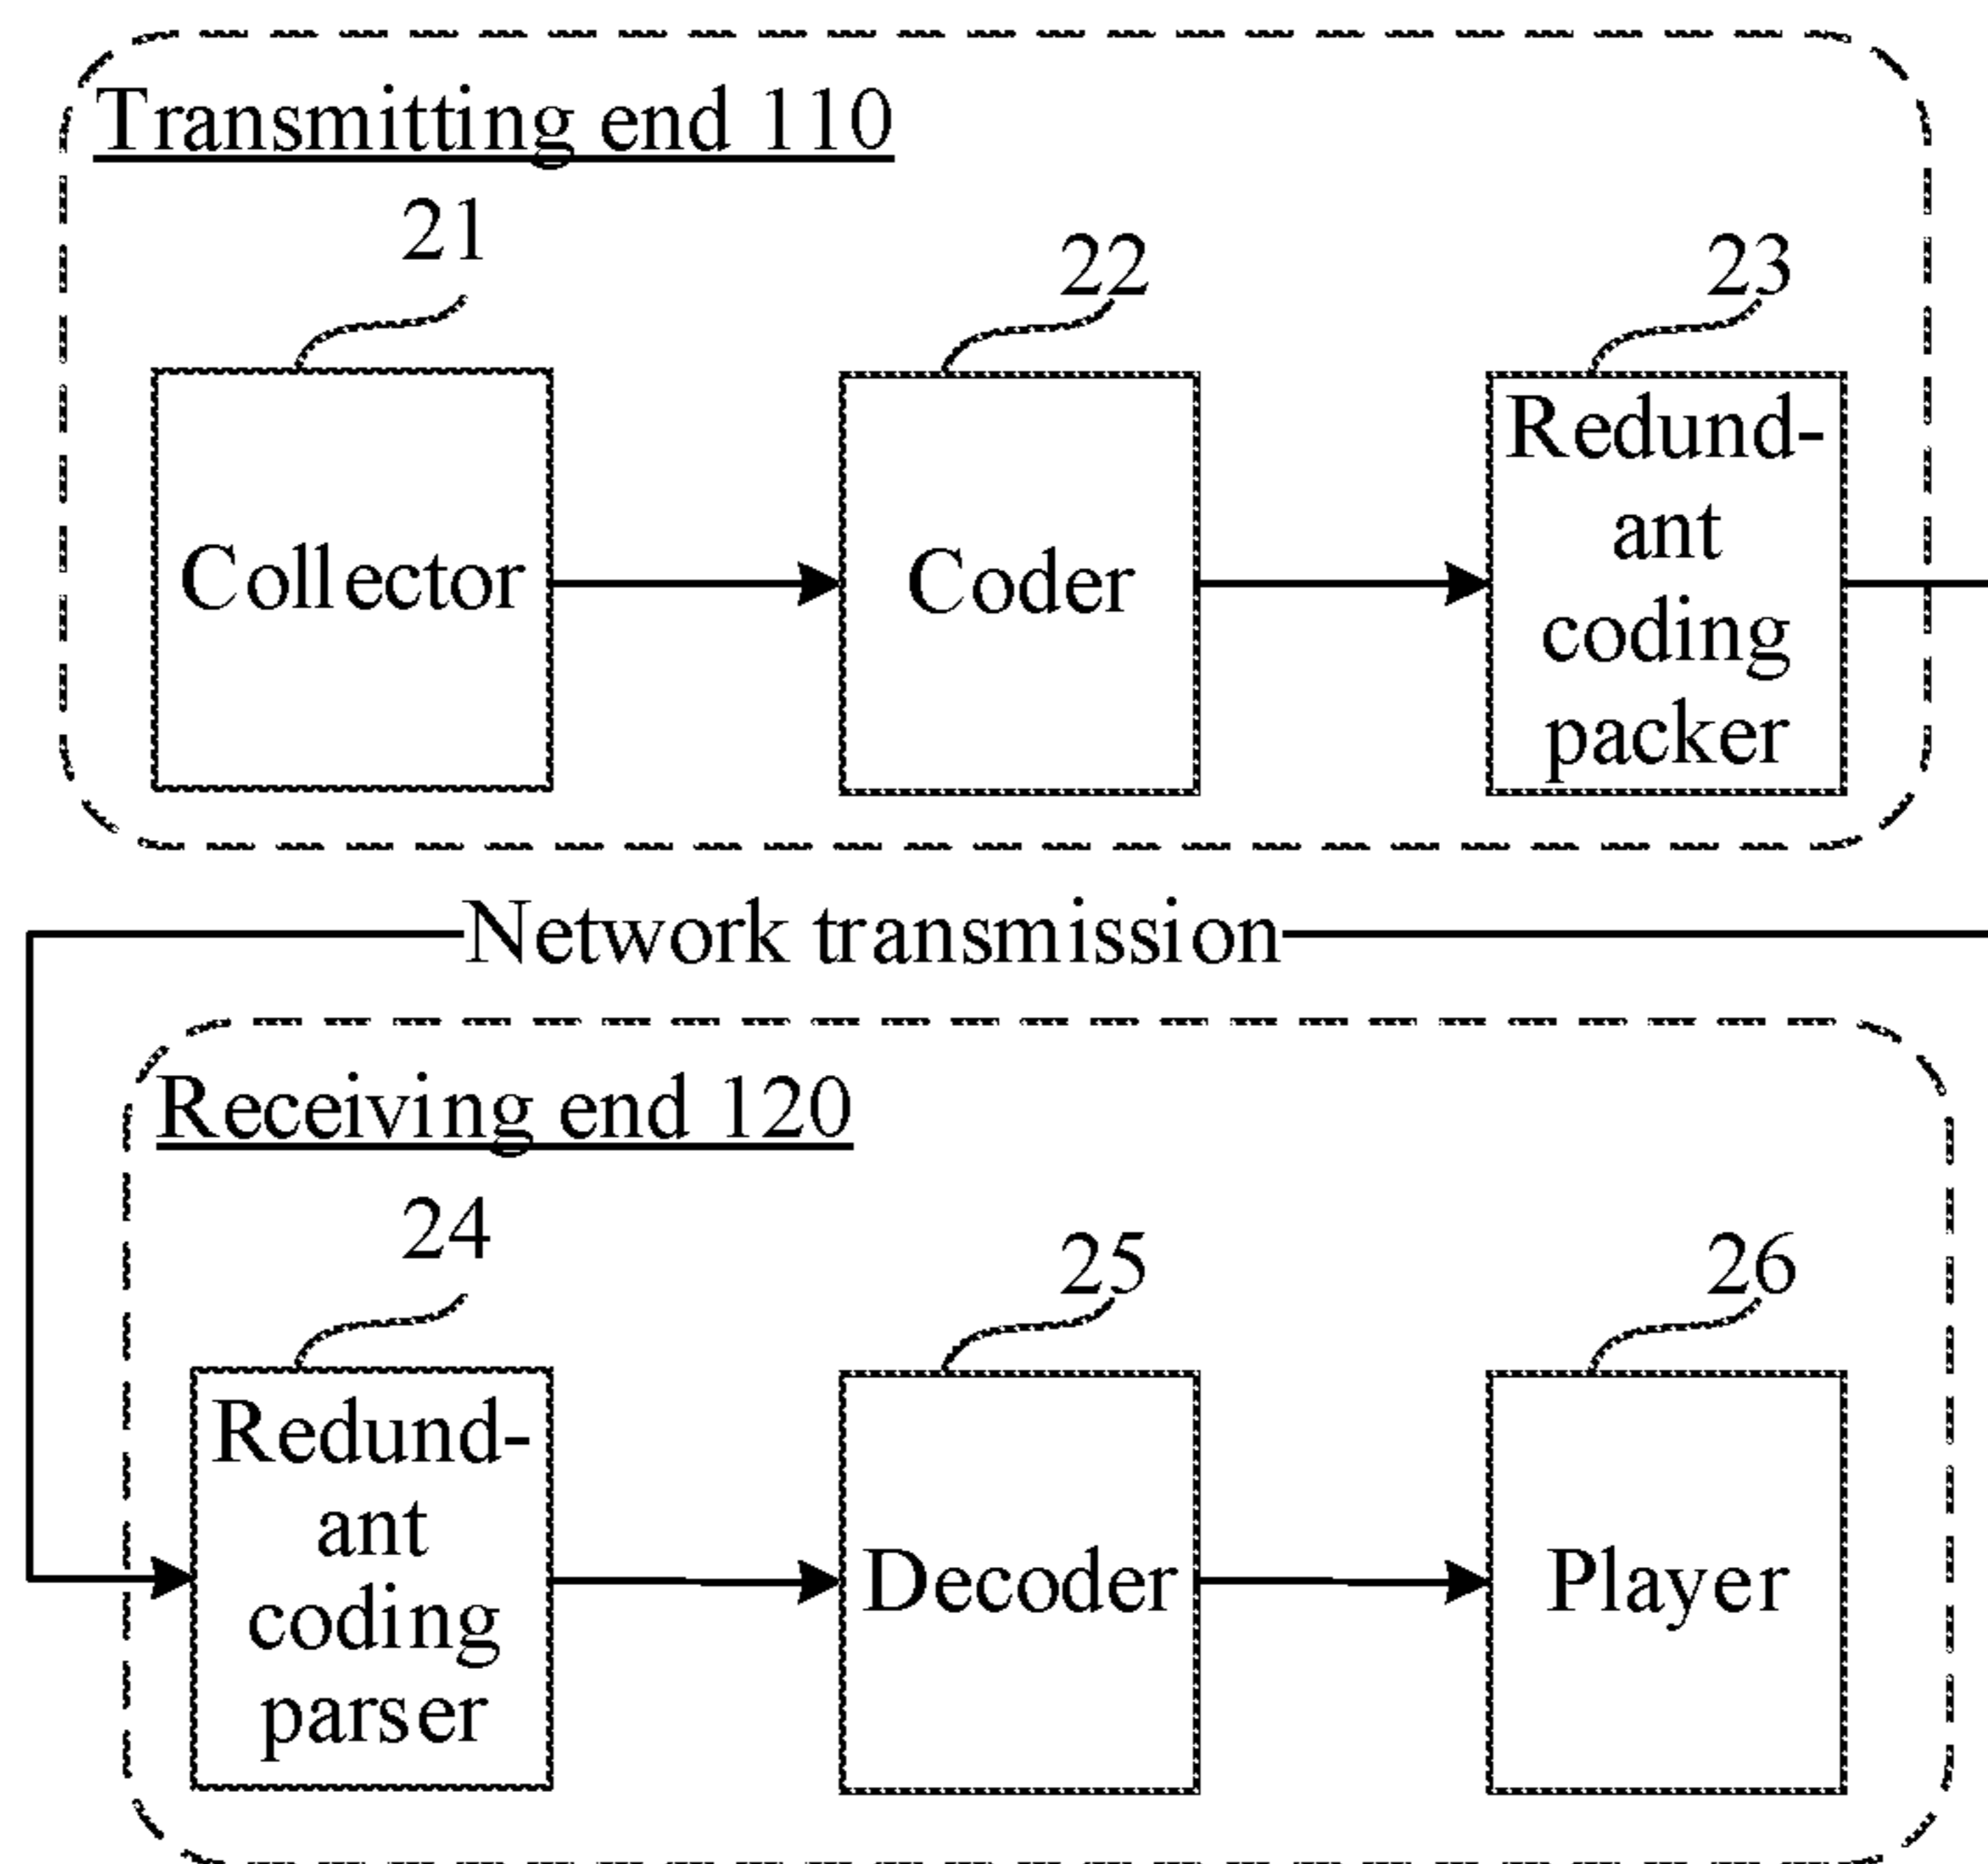 Transmitting end 110
21
22
23
Collector
Coder
Redund-
ant
coding
packer
Network transmission
Receiving end 120
24
25
26
Redund-
ant
coding
parser
Decoder
Player